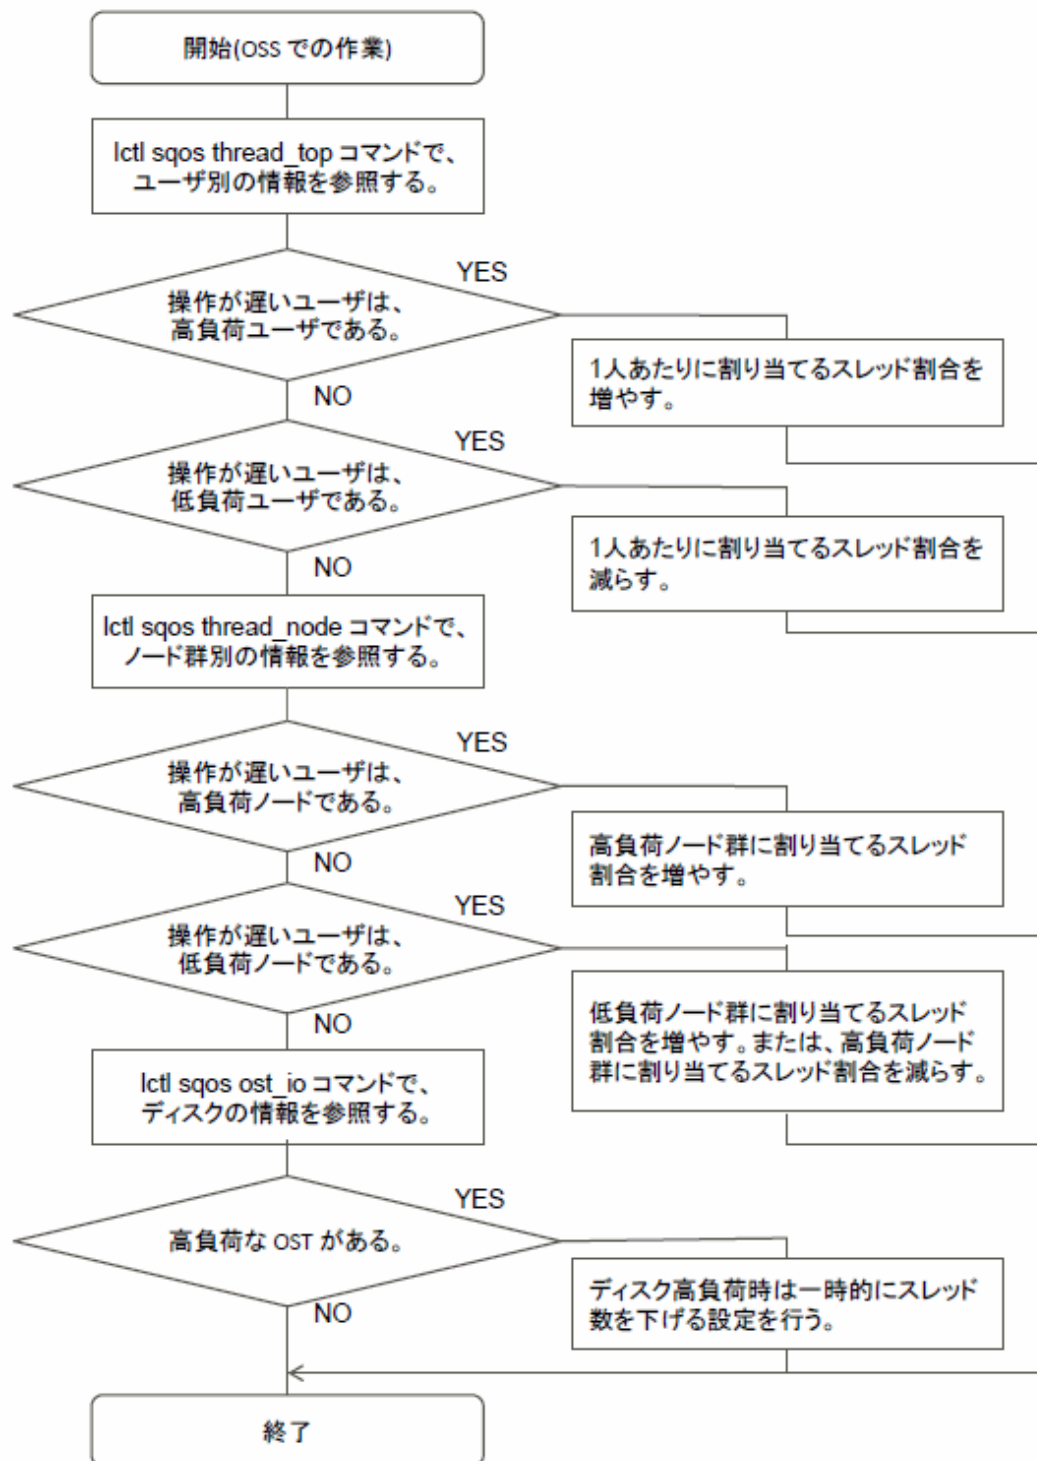 開始(OSS での作業)
lctl sqos thread_top コマンドで、
ユーザ別の情報を参照する。
YES
操作が遅いユーザは、
高負荷ユーザである。
1人あたりに割り当てるスレッド割合を
増やす。
NO
YES
操作が遅いユーザは、
低負荷ユーザである。
1人あたりに割り当てるスレッド割合を
減らす。
NO
lctl sqos thread_node コマンドで、
ノード群別の情報を参照する。
YES
操作が遅いユーザは、
高負荷ノードである。
高負荷ノード群に割り当てるスレッド
割合を増やす。
NO
YES
操作が遅いユーザは、
低負荷ノードである。
低負荷ノード群に割り当てるスレッド
割合を増やす。または、高負荷ノード
群に割り当てるスレッド割合を減らす。
NO
lctl sqos ost_io コマンドで、
ディスクの情報を参照する。
YES
高負荷な OST がある。
ディスク高負荷時は一時的にスレッド
数を下げる設定を行う。
NO
終了